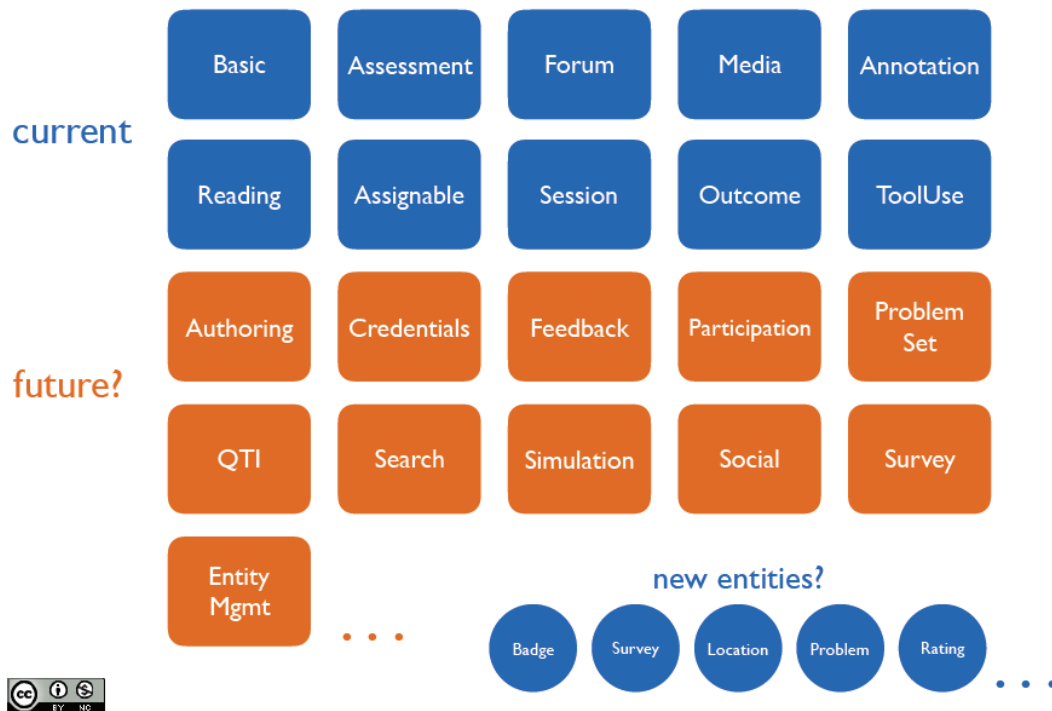 Basic
Assessment
Forum
Media
Annotation
current
Reading
Assignable
Session
Outcome
ToolUse
Authoring
Credentials
Feedback
Participation
Problem
Set
future?
QTI
Search
Simulation
Social
Survey
Entity
Mgmt
. . .
new entities?
Badge
Survey
Location
Problem
Rating
. . .
cc
BY NC